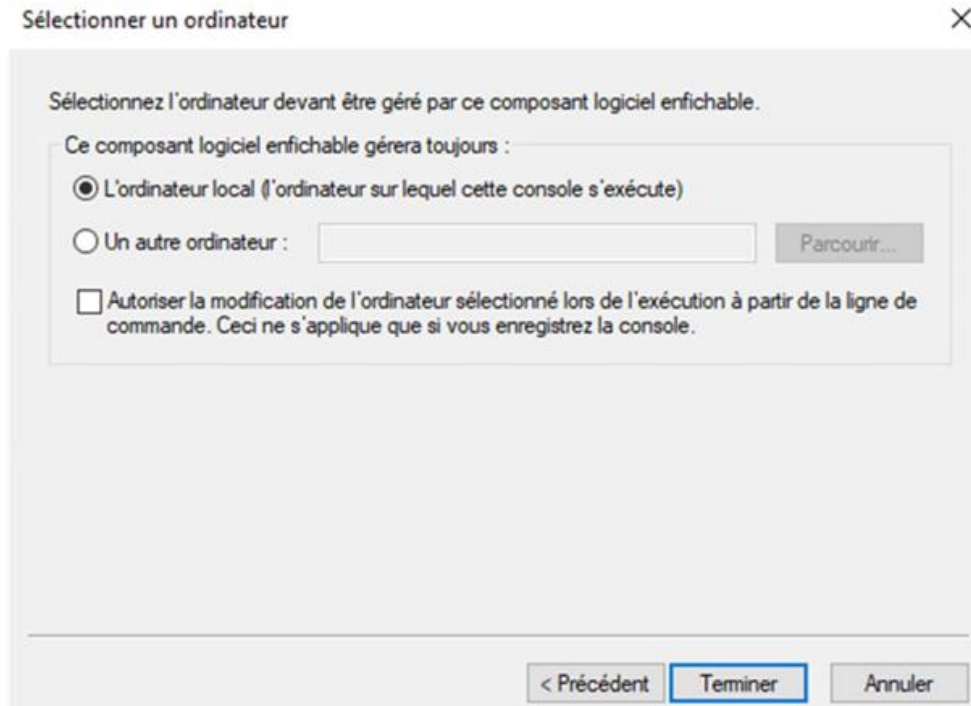 Sélectionner un ordinateur
Sélectionnez l'ordinateur devant être géré par ce composant logiciel enfichable.
Ce composant logiciel enfichable gérera toujours :
L'ordinateur local (l'ordinateur sur lequel cette console s'exécute)
Un autre ordinateur :
Parcourir...
Autoriser la modification de l'ordinateur sélectionné lors de l'exécution à partir de la ligne de
commande. Ceci ne s'applique que si vous enregistrez la console.
< Précédent
Terminer
Annuler